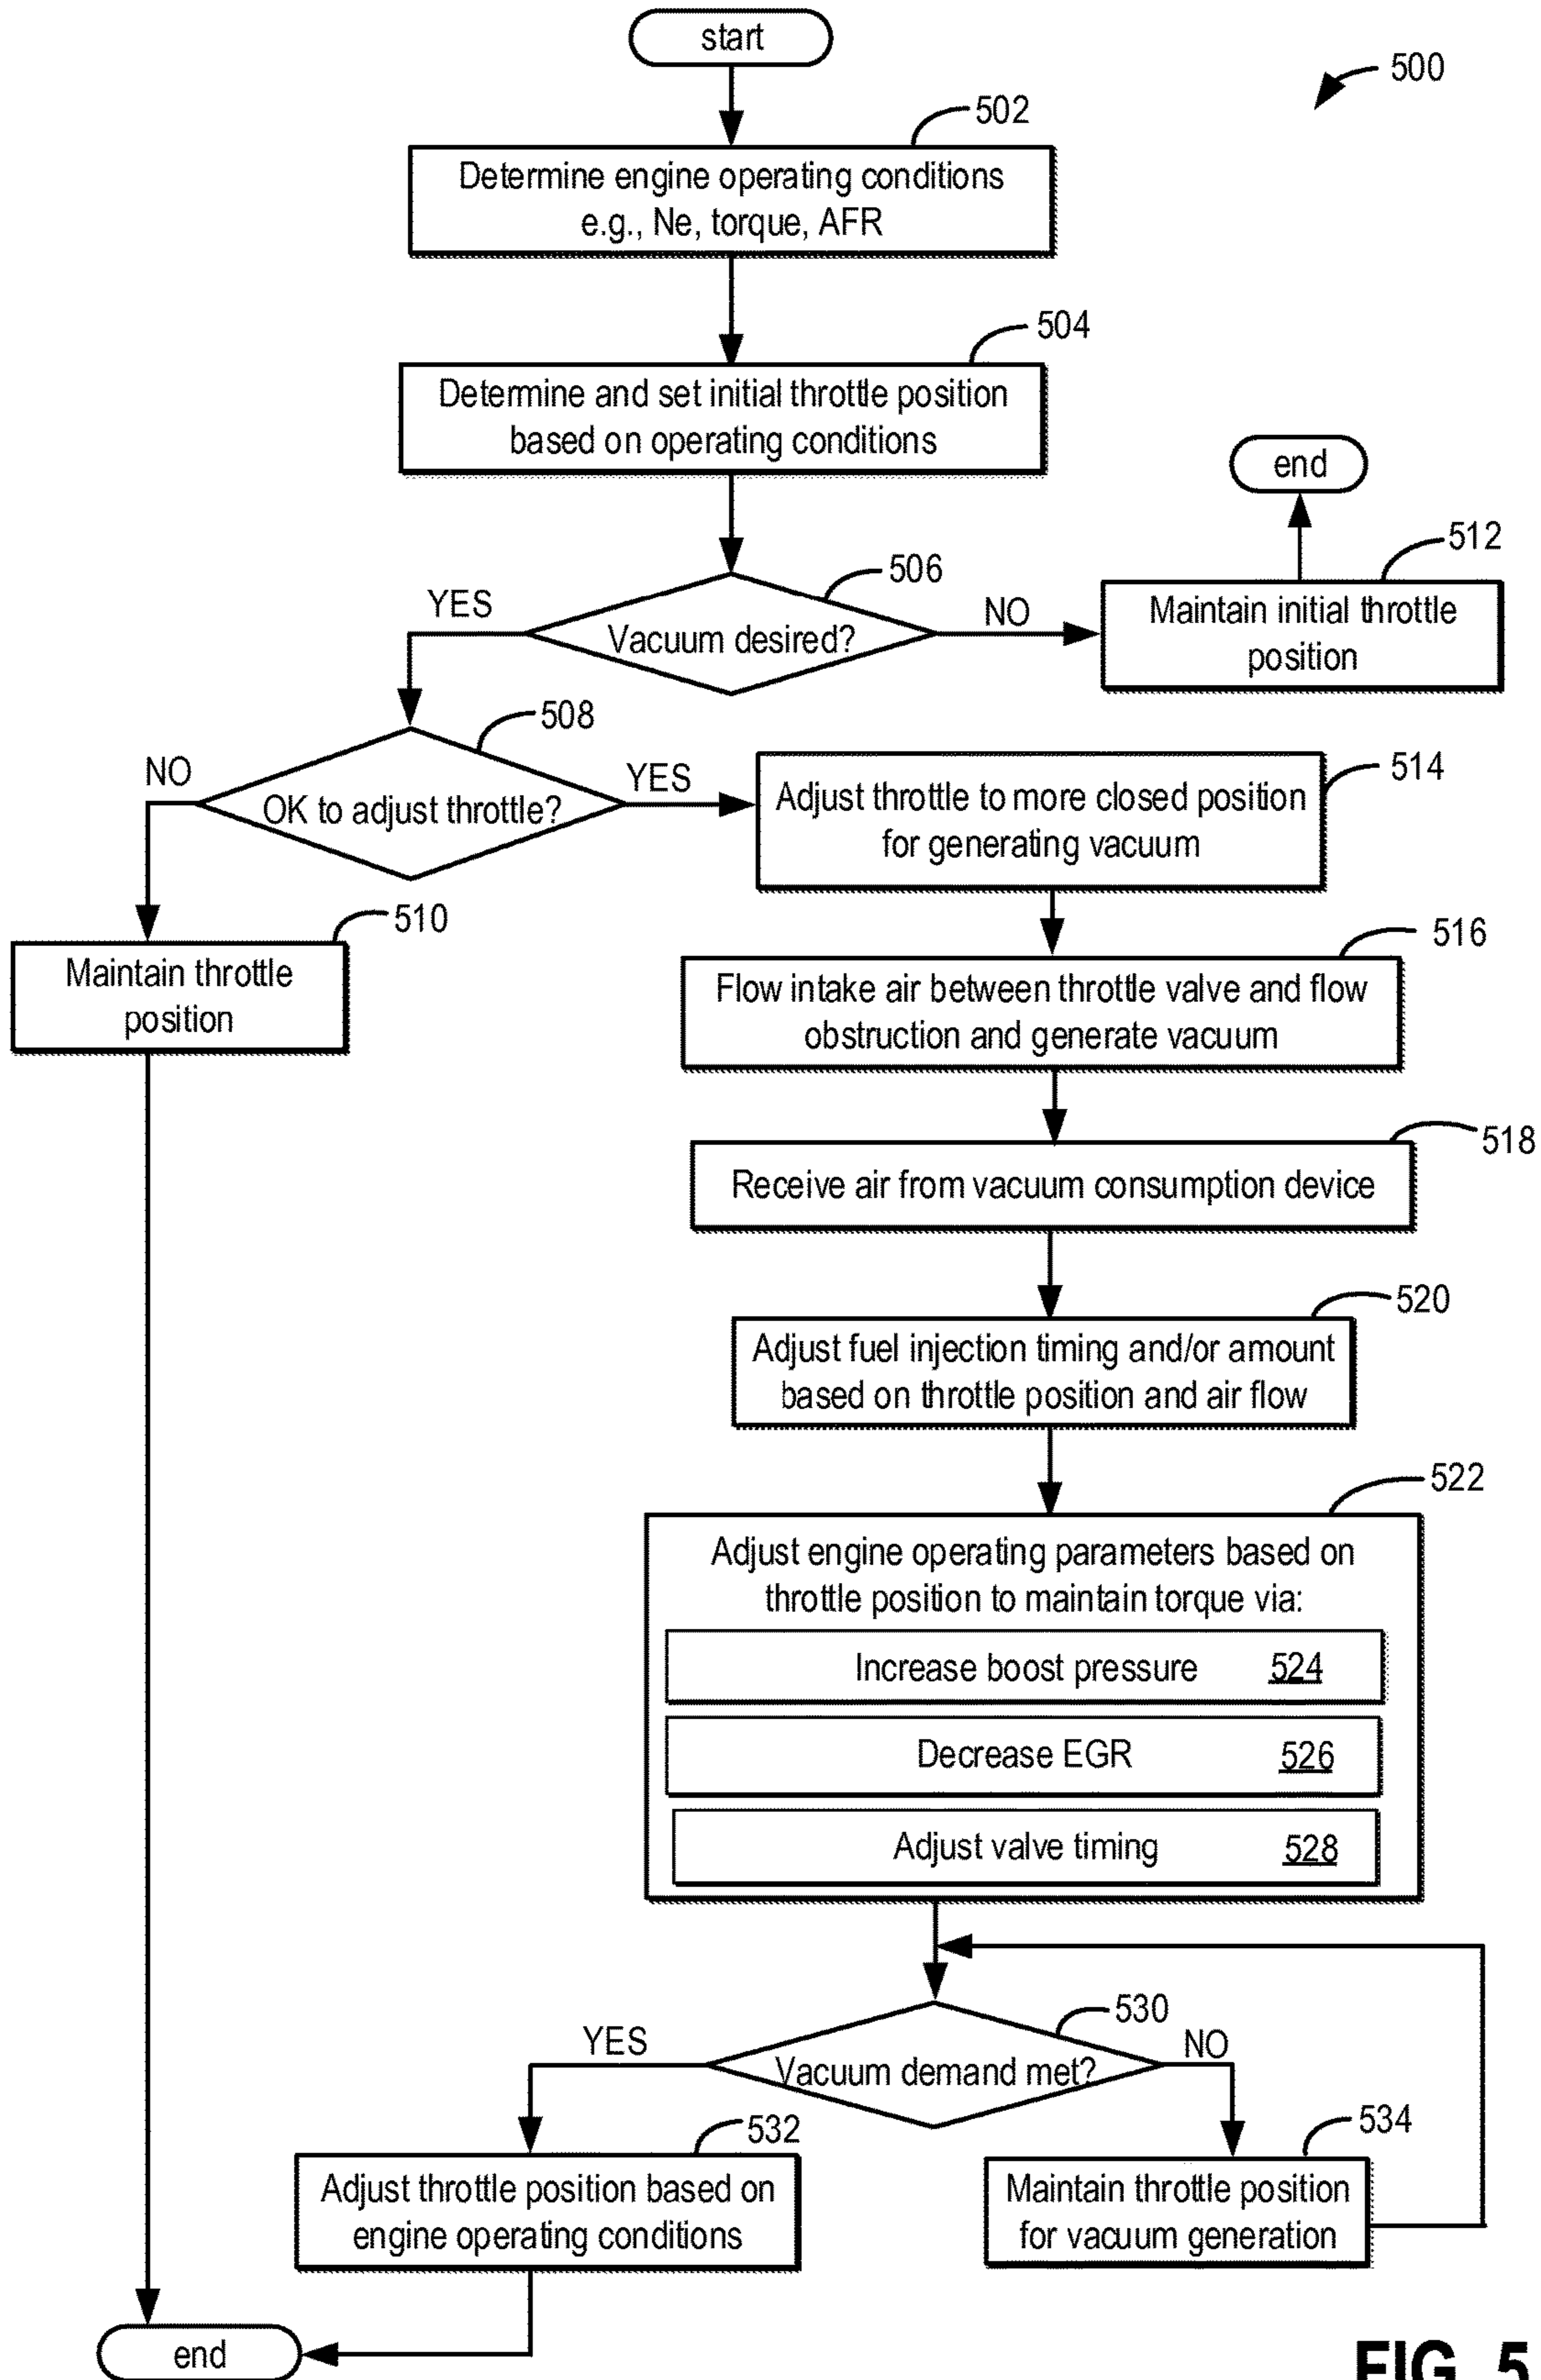 start
500
502
Determine engine operating conditions
e.g., Ne, torque, AFR
504
Determine and set initial throttle position
based on operating conditions
end
506
512
YES
Vacuum desired?
NO
Maintain initial throttle
position
508
NO
OK to adjust throttle?
YES
514
Adjust throttle to more closed position
for generating vacuum
510
Maintain throttle
position
516
Flow intake air between throttle valve and flow
obstruction and generate vacuum
518
Receive air from vacuum consumption device
520
Adjust fuel injection timing and/or amount
based on throttle position and air flow
522
Adjust engine operating parameters based on
throttle position to maintain torque via:
Increase boost pressure 524
Decrease EGR 526
Adjust valve timing 528
530
YES
Vacuum demand met?
NO
532
534
Adjust throttle position based on
engine operating conditions
Maintain throttle position
for vacuum generation
end
FIG. 5